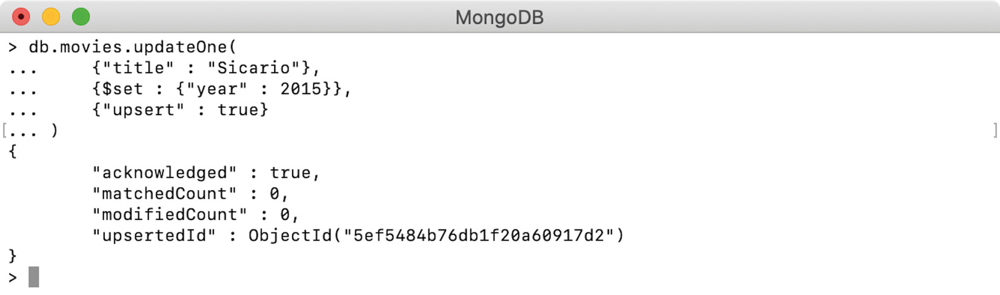 MongoDB
> db.movies.updateOne(
...     {"title" : "Sicario"},
...     {$set : {"year" : 2015}},
...     {"upsert" : true}
[... ) ]
{
        "acknowledged" : true,
        "matchedCount" : 0,
        "modifiedCount" : 0,
        "upsertedId" : ObjectId("5ef5484b76db1f20a60917d2")
}
>